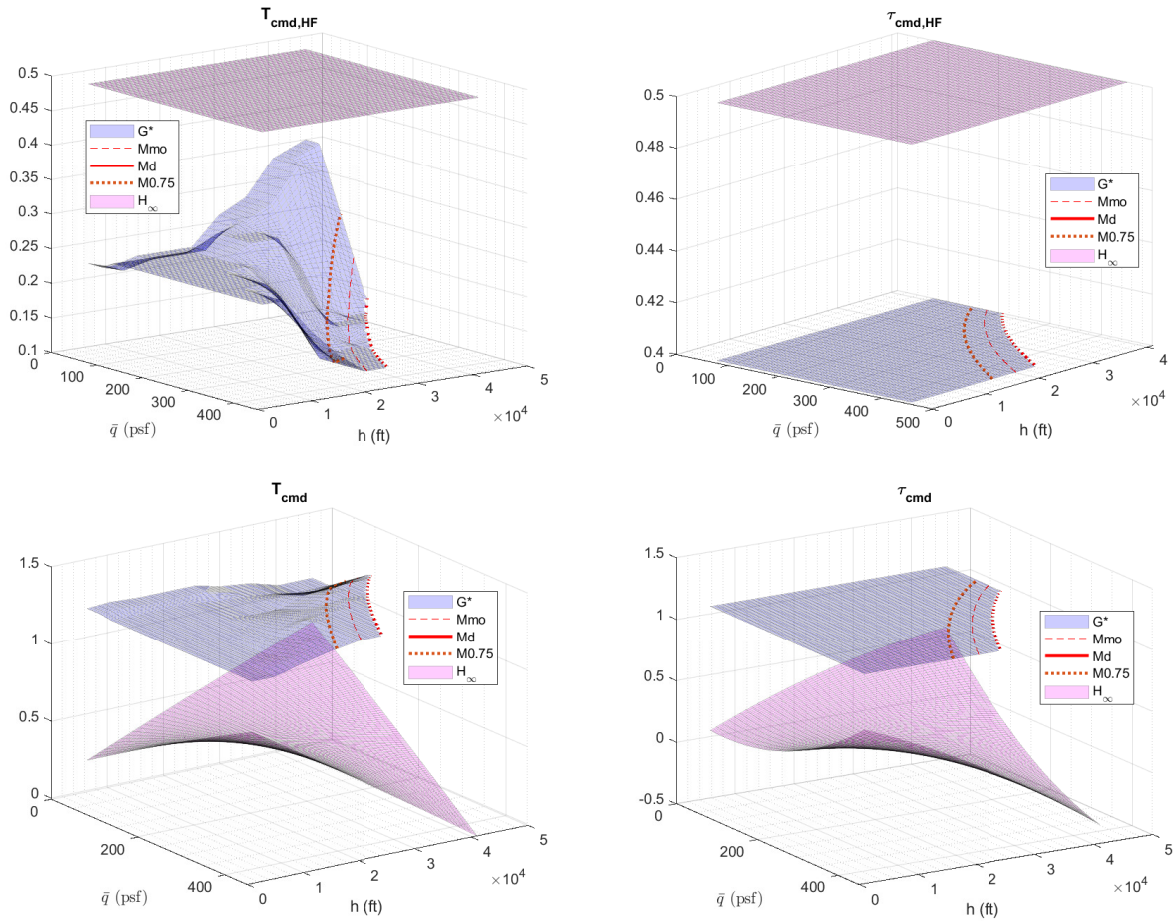 T_cmd,HF
0.5
0.45
0.4
0.35
0.3
0.25
0.2
0.15
0.1
G*
Mmo
Md
M0.75
H_∞
0
100
200
300
400
q̄ (psf)
0
1
2
3
4
5
×10^4
h (ft)
τ_cmd,HF
0.5
0.48
0.46
0.44
0.42
0.4
G*
Mmo
Md
M0.75
H_∞
0
100
200
300
400
500
q̄ (psf)
0
1
2
3
4
×10^4
h (ft)
T_cmd
1.5
1
0.5
0
G*
Mmo
Md
M0.75
H_∞
0
200
400
q̄ (psf)
0
1
2
3
4
5
×10^4
h (ft)
τ_cmd
1.5
1
0.5
0
-0.5
G*
Mmo
Md
M0.75
H_∞
0
200
400
q̄ (psf)
0
1
2
3
4
5
×10^4
h (ft)